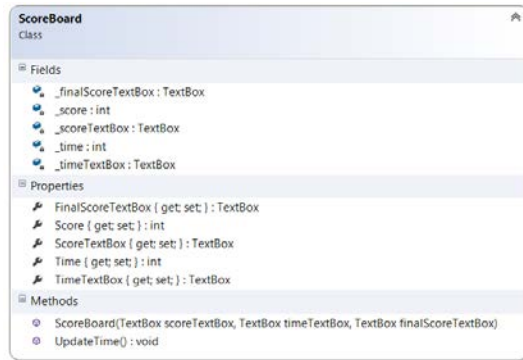 ScoreBoard
Class
Fields
_finalScoreTextBox : TextBox
_score : int
_scoreTextBox : TextBox
_time : int
_timeTextBox : TextBox
Properties
FinalScoreTextBox { get; set; } : TextBox
Score { get; set; } : int
ScoreTextBox { get; set; } : TextBox
Time { get; set; } : int
TimeTextBox { get; set; } : TextBox
Methods
ScoreBoard(TextBox scoreTextBox, TextBox timeTextBox, TextBox finalScoreTextBox)
UpdateTime() : void